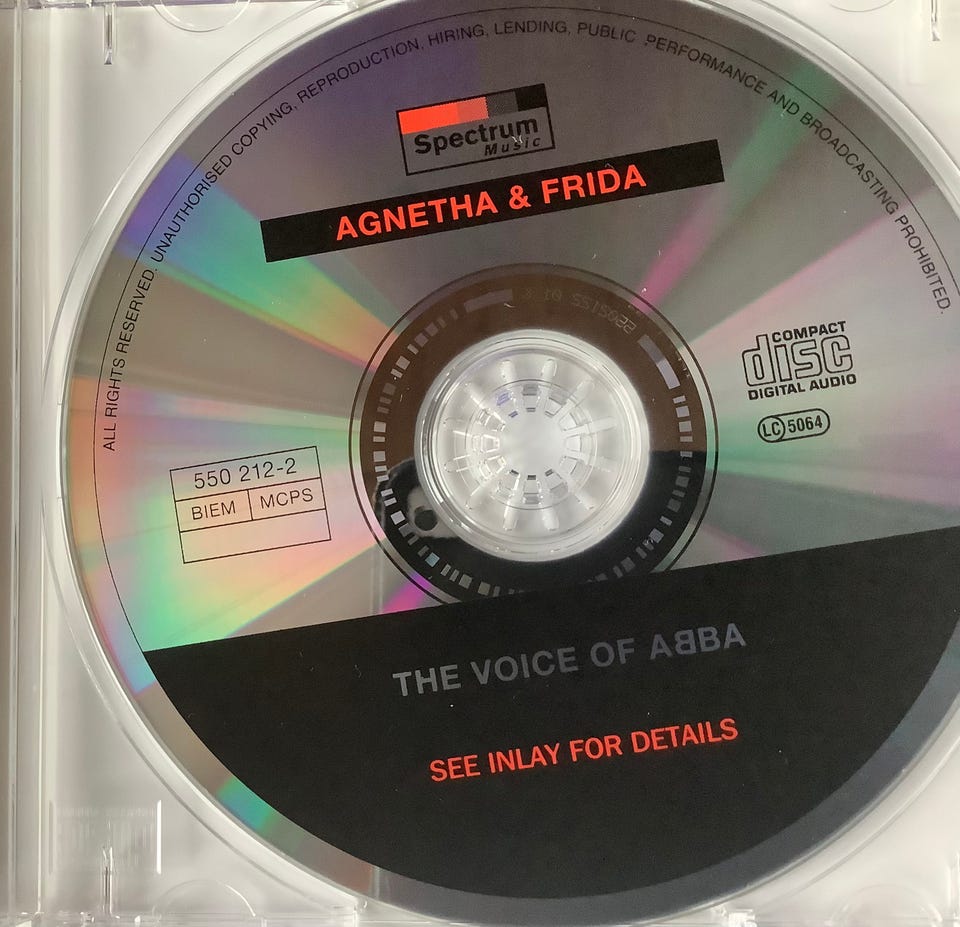 ALL RIGHTS RESERVED. UNAUTHORISED COPYING, REPRODUCTION, HIRING, LENDING, PUBLIC PERFORMANCE AND BROADCASTING PROHIBITED.
Spectrum
Music
AGNETHA & FRIDA
COMPACT
disc
DIGITAL AUDIO
LC 5064
550 212-2
BIEM MCPS
THE VOICE OF AᗺBA
SEE INLAY FOR DETAILS